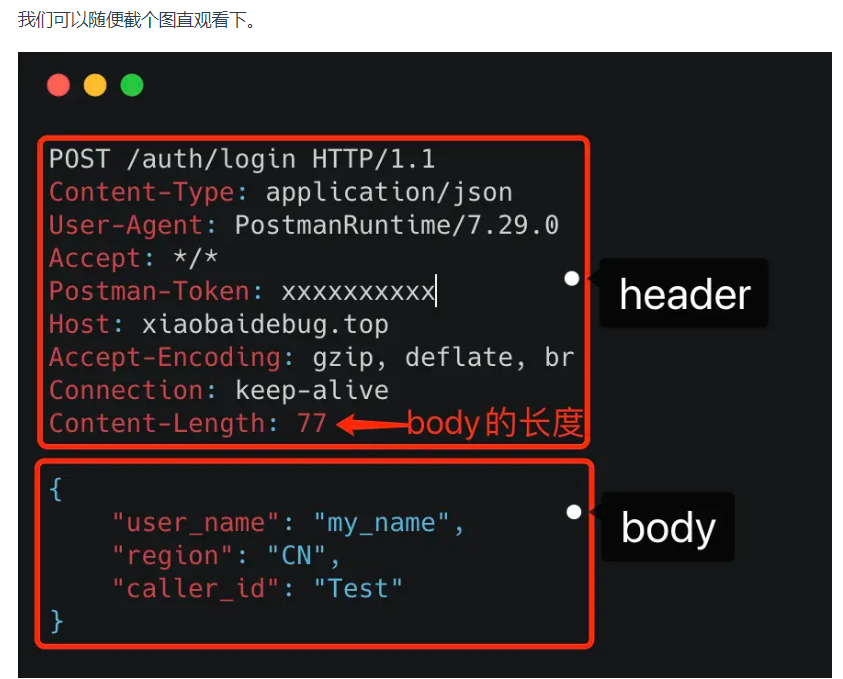 我们可以随便截个图直观看下。
POST /auth/login HTTP/1.1
Content-Type: application/json
User-Agent: PostmanRuntime/7.29.0
Accept: */*
Postman-Token: xxxxxxxxxx
header
Host: xiaobaidebug.top
Accept-Encoding: gzip, deflate, br
Connection: keep-alive
Content-Length: 77 body的长度
{
"user_name": "my_name",
body
"region": "CN",
"caller_id": "Test"
}